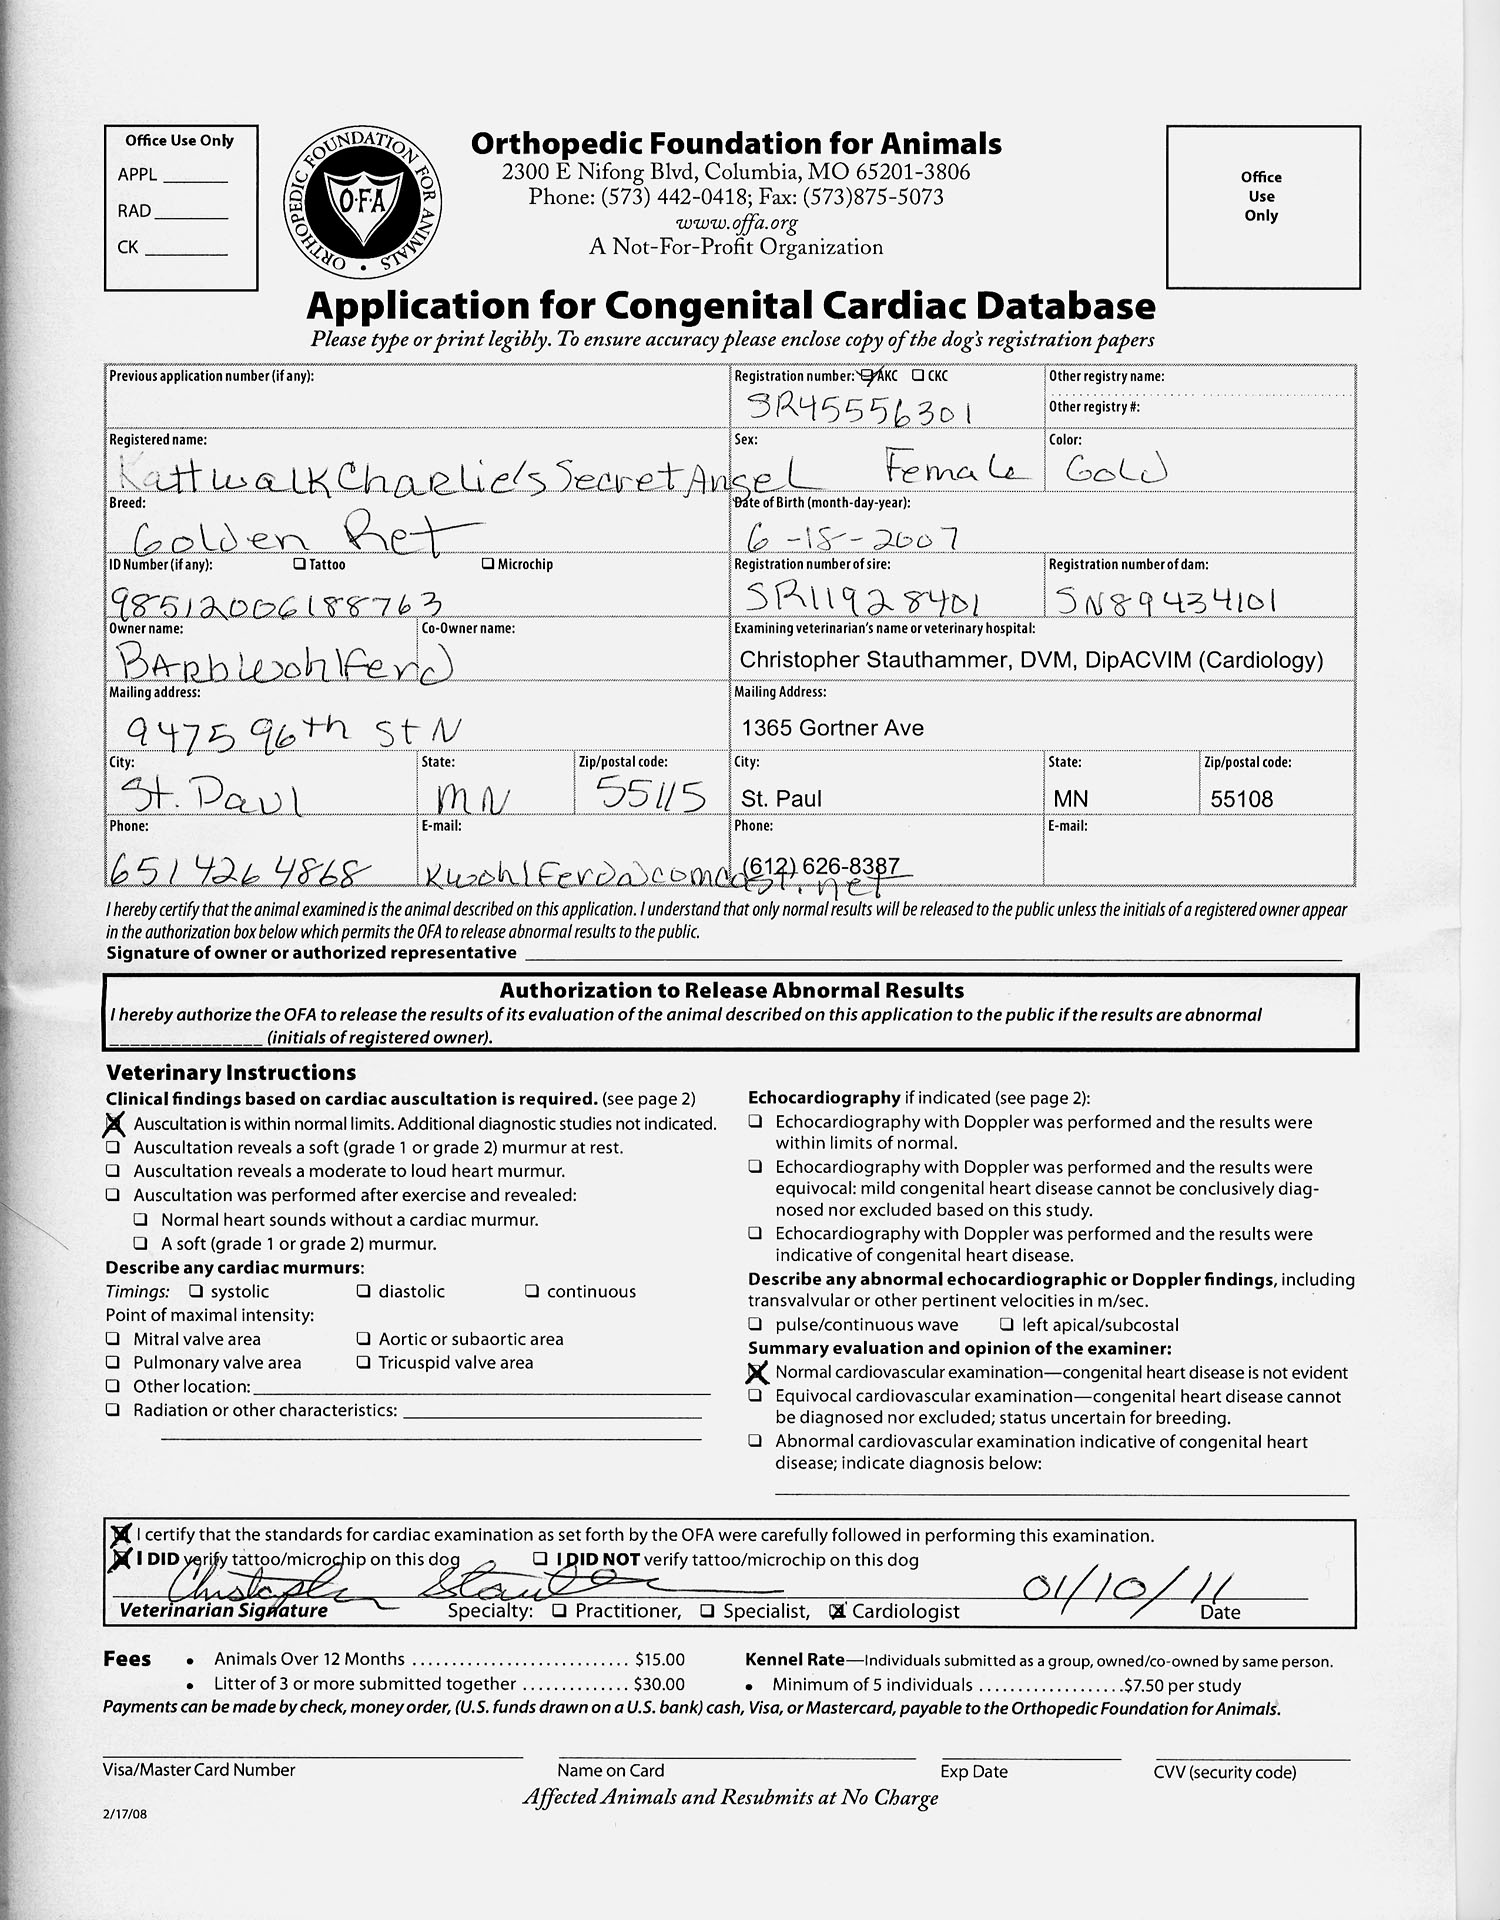 Office Use Only
APPL
RAD
CK
ORTHOPEDIC FOUNDATION FOR ANIMALS
O·F·A
Orthopedic Foundation for Animals
2300 E Nifong Blvd, Columbia, MO 65201-3806
Phone: (573) 442-0418; Fax: (573)875-5073
www.offa.org
A Not-For-Profit Organization
Office
Use
Only
Application for Congenital Cardiac Database
Please type or print legibly. To ensure accuracy please enclose copy of the dog's registration papers
Previous application number (if any):
Registration number: AKC CKC
SR45556301
Other registry name:
Other registry #:
Registered name:
KattwalkCharlie'sSecretAngel
Sex:
Female
Color:
Gold
Breed:
Golden Ret
Date of Birth (month-day-year):
6-18-2007
ID Number (if any): Tattoo Microchip
985120006188763
Registration number of sire:
SR11928401
Registration number of dam:
SN89434101
Owner name:
Barb Wohlferd
Co-Owner name:
Examining veterinarian's name or veterinary hospital:
Christopher Stauthammer, DVM, DipACVIM (Cardiology)
Mailing address:
9475 96th St N
Mailing Address:
1365 Gortner Ave
City:
St. Paul
State:
MN
Zip/postal code:
55115
City:
St. Paul
State:
MN
Zip/postal code:
55108
Phone:
651 426 4868
E-mail:
Kwohlferd@comcast.net
Phone:
(612) 626-8387
E-mail:
I hereby certify that the animal examined is the animal described on this application. I understand that only normal results will be released to the public unless the initials of a registered owner appear
in the authorization box below which permits the OFA to release abnormal results to the public.
Signature of owner or authorized representative
Authorization to Release Abnormal Results
I hereby authorize the OFA to release the results of its evaluation of the animal described on this application to the public if the results are abnormal
(initials of registered owner).
Veterinary Instructions
Clinical findings based on cardiac auscultation is required. (see page 2)
Auscultation is within normal limits. Additional diagnostic studies not indicated.
Auscultation reveals a soft (grade 1 or grade 2) murmur at rest.
Auscultation reveals a moderate to loud heart murmur.
Auscultation was performed after exercise and revealed:
Normal heart sounds without a cardiac murmur.
A soft (grade 1 or grade 2) murmur.
Describe any cardiac murmurs:
Timings: systolic diastolic continuous
Point of maximal intensity:
Mitral valve area Aortic or subaortic area
Pulmonary valve area Tricuspid valve area
Other location:
Radiation or other characteristics:
Echocardiography if indicated (see page 2):
Echocardiography with Doppler was performed and the results were
within limits of normal.
Echocardiography with Doppler was performed and the results were
equivocal: mild congenital heart disease cannot be conclusively diag-
nosed nor excluded based on this study.
Echocardiography with Doppler was performed and the results were
indicative of congenital heart disease.
Describe any abnormal echocardiographic or Doppler findings, including
transvalvular or other pertinent velocities in m/sec.
pulse/continuous wave left apical/subcostal
Summary evaluation and opinion of the examiner:
Normal cardiovascular examination—congenital heart disease is not evident
Equivocal cardiovascular examination—congenital heart disease cannot
be diagnosed nor excluded; status uncertain for breeding.
Abnormal cardiovascular examination indicative of congenital heart
disease; indicate diagnosis below:
I certify that the standards for cardiac examination as set forth by the OFA were carefully followed in performing this examination.
I DID verify tattoo/microchip on this dog I DID NOT verify tattoo/microchip on this dog
Christopher 01/10/11
Veterinarian Signature Specialty: Practitioner, Specialist, Cardiologist Date
Fees • Animals Over 12 Months ........................... $15.00
• Litter of 3 or more submitted together .............. $30.00
Kennel Rate—Individuals submitted as a group, owned/co-owned by same person.
• Minimum of 5 individuals ..................$7.50 per study
Payments can be made by check, money order, (U.S. funds drawn on a U.S. bank) cash, Visa, or Mastercard, payable to the Orthopedic Foundation for Animals.
Visa/Master Card Number Name on Card Exp Date CVV (security code)
Affected Animals and Resubmits at No Charge
2/17/08